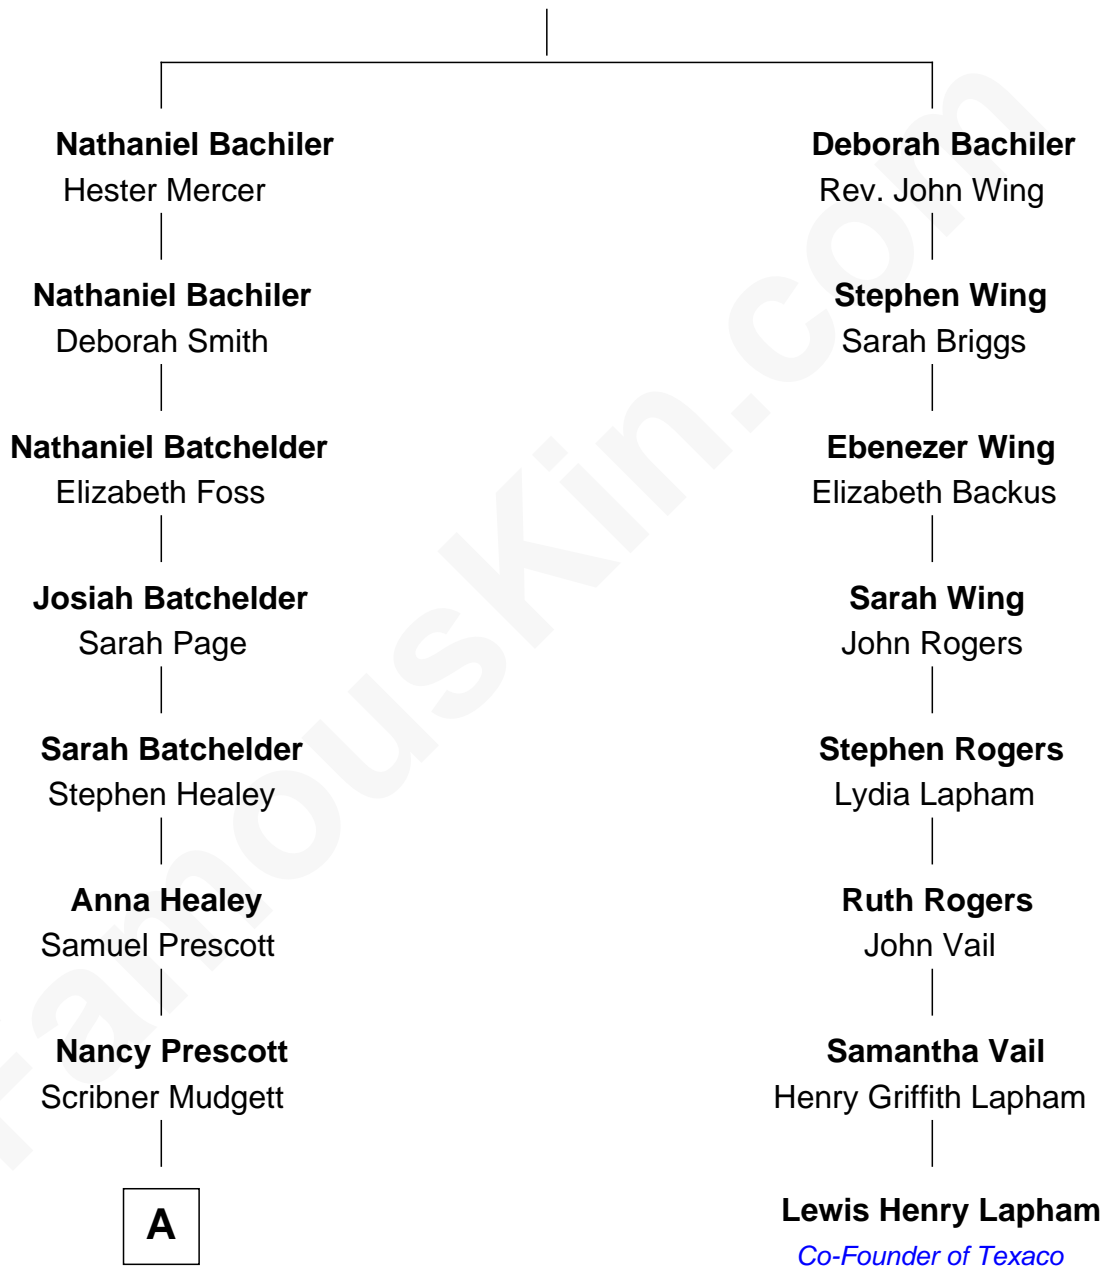 Nathaniel Bachiler
Hester Mercer
Nathaniel Bachiler
Deborah Smith
Nathaniel Batchelder
Elizabeth Foss
Josiah Batchelder
Sarah Page
Sarah Batchelder
Stephen Healey
Anna Healey
Samuel Prescott
Nancy Prescott
Scribner Mudgett
A
Deborah Bachiler
Rev. John Wing
Stephen Wing
Sarah Briggs
Ebenezer Wing
Elizabeth Backus
Sarah Wing
John Rogers
Stephen Rogers
Lydia Lapham
Ruth Rogers
John Vail
Samantha Vail
Henry Griffith Lapham
Lewis Henry Lapham
Co-Founder of Texaco
FamousKin.com